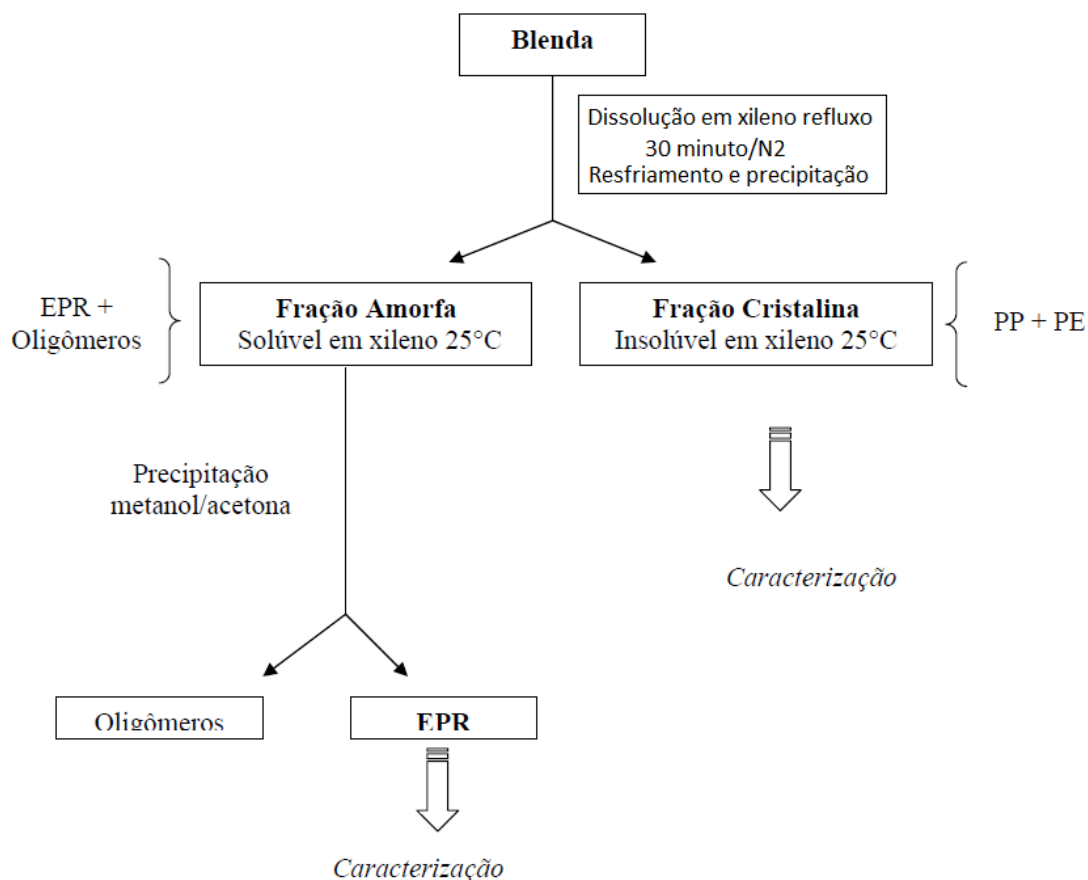 Blenda
Dissolução em xileno refluxo
30 minuto/N2
Resfriamento e precipitação
EPR +
Oligômeros
Fração Amorfa
Solúvel em xileno 25°C
Fração Cristalina
Insolúvel em xileno 25°C
PP + PE
Precipitação
metanol/acetona
Caracterização
Oligômeros
EPR
Caracterização